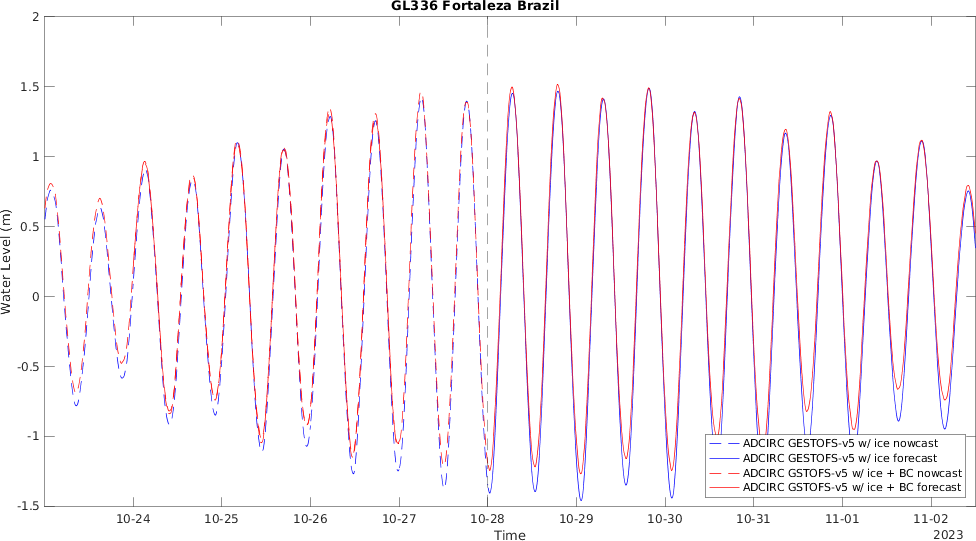 GL336 Fortaleza Brazil
2
1.5
1
0.5
0
-0.5
-1
-1.5
Water Level (m)
10-24 10-25 10-26 10-27 10-28 10-29 10-30 10-31 11-01 11-02
Time
2023
ADCIRC GESTOFS-v5 w/ ice nowcast
ADCIRC GESTOFS-v5 w/ ice forecast
ADCIRC GSTOFS-v5 w/ ice + BC nowcast
ADCIRC GSTOFS-v5 w/ ice + BC forecast